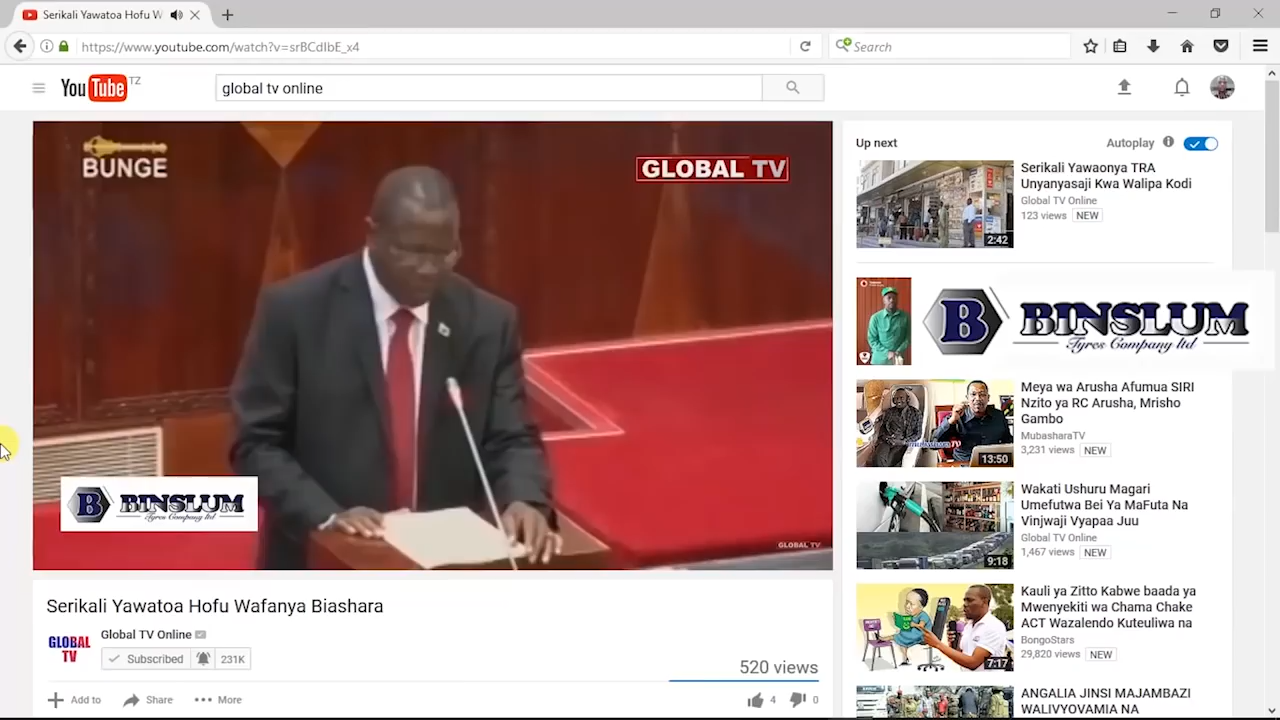 Serikali Yawatoa Hofu W
https://www.youtube.com/watch?v=srBCdIbE_x4
Search
YouTube TZ
global tv online
BUNGE
GLOBAL TV
BINSLUM
Tyres Company ltd
GLOBAL TV
Serikali Yawatoa Hofu Wafanya Biashara
GLOBAL TV
Global TV Online
Subscribed
231K
520 views
Add to
Share
More
4
0
Up next
Autoplay
Serikali Yawaonya TRA
Unyanyasaji Kwa Walipa Kodi
Global TV Online
123 views NEW
2:42
B BINSLUM
Tyres Company ltd
Meya wa Arusha Afumua SIRI
Nzito ya RC Arusha, Mrisho
Gambo
MubasharaTV
3,231 views NEW
mubashara TV
13:50
Wakati Ushuru Magari
Umefutwa Bei Ya MaFuta Na
Vinjwaji Vyapaa Juu
Global TV Online
1,467 views NEW
9:18
Kauli ya Zitto Kabwe baada ya
Mwenyekiti wa Chama Chake
ACT Wazalendo Kuteuliwa na
BongoStars
29,820 views NEW
7:17
ANGALIA JINSI MAJAMBAZI
WALIVYOVAMIA NA